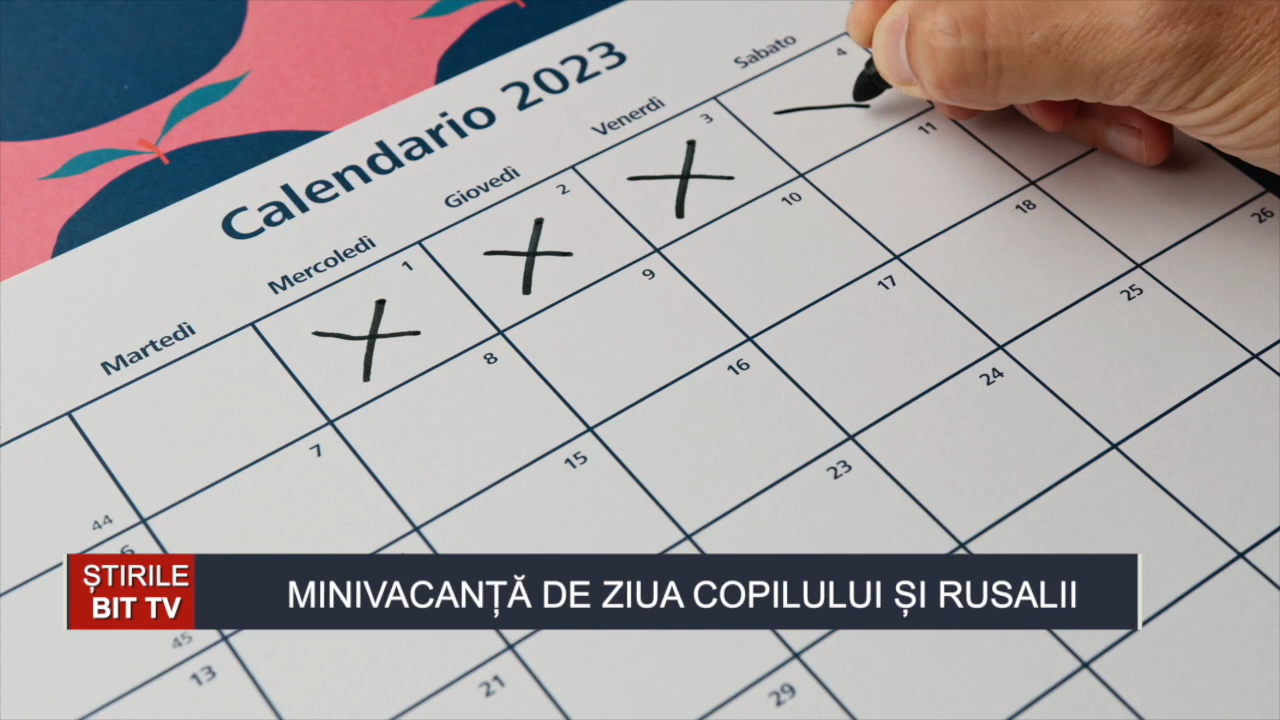 Calendario 2023
Martedì Mercoledì Giovedì Venerdì Sabato
1 2 3 4
44 7 8 9 10 11
6
15 16 17 18
45 13
21 23 24 25 26
29
ȘTIRILE
BIT TV
MINIVACANȚĂ DE ZIUA COPILULUI ȘI RUSALII